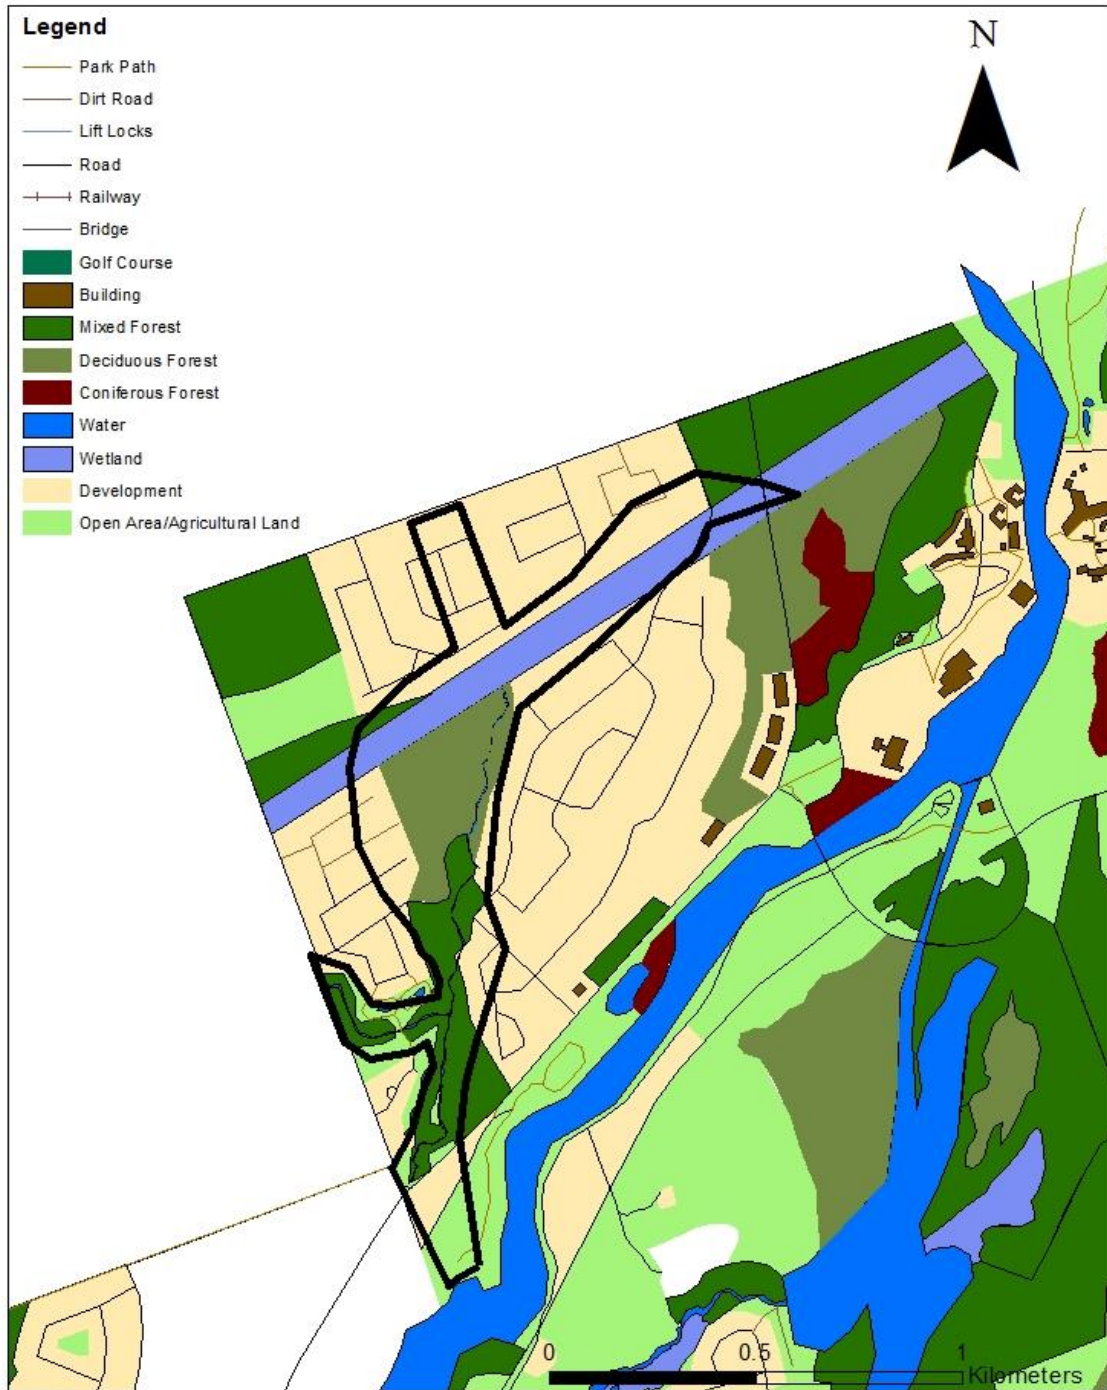 Legend
N
Park Path
Dirt Road
Lift Locks
Road
Railway
Bridge
Golf Course
Building
Mixed Forest
Deciduous Forest
Coniferous Forest
Water
Wetland
Development
Open Area/Agricultural Land
0 0.5 1
Kilometers